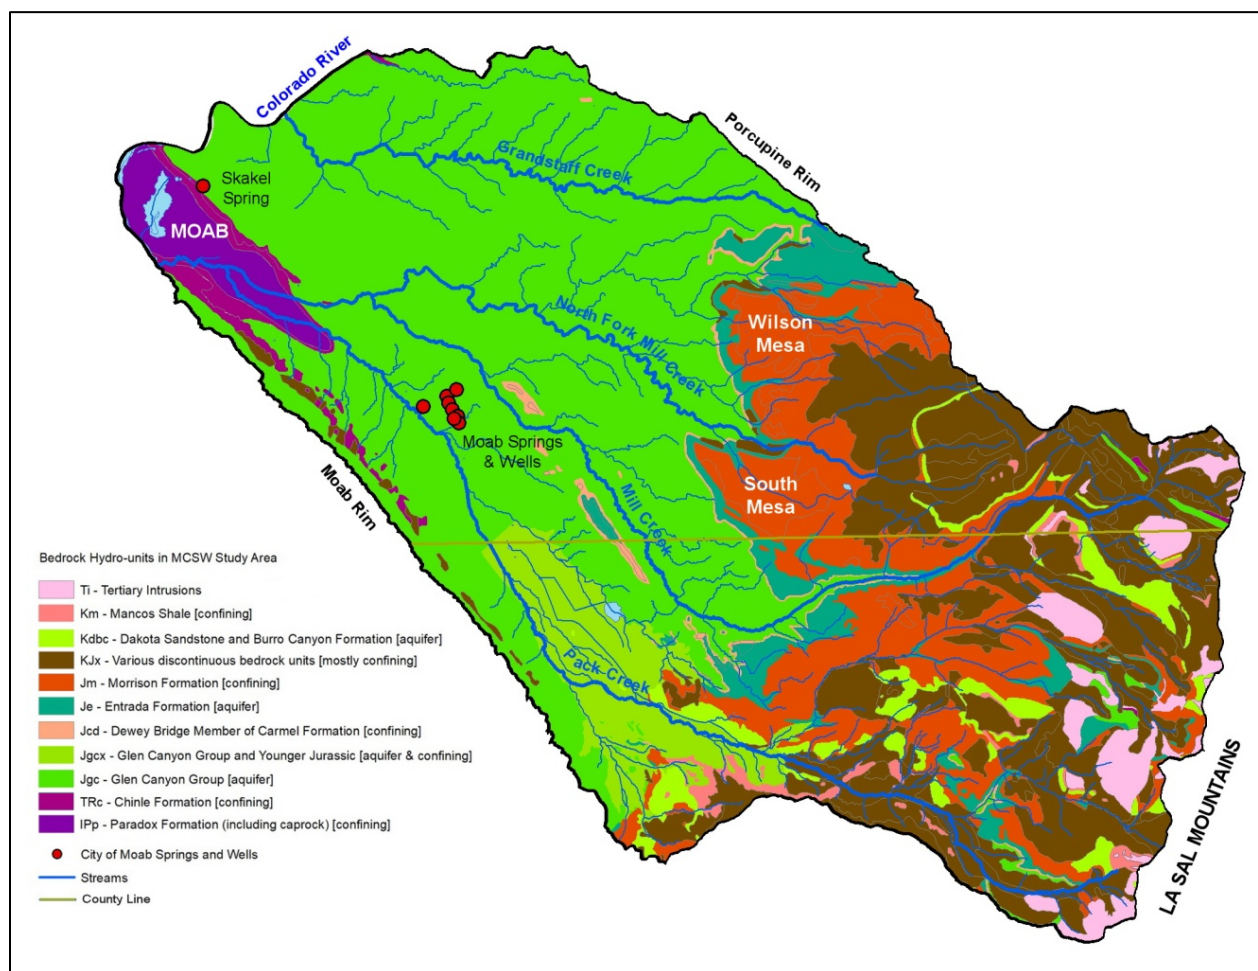 Colorado River
Porcupine Rim
Grandstaff Creek
Skakel
Spring
MOAB
North Fork Mill Creek
Wilson
Mesa
Moab Springs
& Wells
South
Mesa
Mill Creek
Moab Rim
Pack Creek
LA SAL MOUNTAINS
Bedrock Hydro-units in MCSW Study Area
Ti - Tertiary Intrusions
Km - Mancos Shale [confining]
Kdbc - Dakota Sandstone and Burro Canyon Formation [aquifer]
KJx - Various discontinuous bedrock units [mostly confining]
Jm - Morrison Formation [confining]
Je - Entrada Formation [aquifer]
Jcd - Dewey Bridge Member of Carmel Formation [confining]
Jgcx - Glen Canyon Group and Younger Jurassic [aquifer & confining]
Jgc - Glen Canyon Group [aquifer]
TRc - Chinle Formation [confining]
IPp - Paradox Formation (including caprock) [confining]
City of Moab Springs and Wells
Streams
County Line